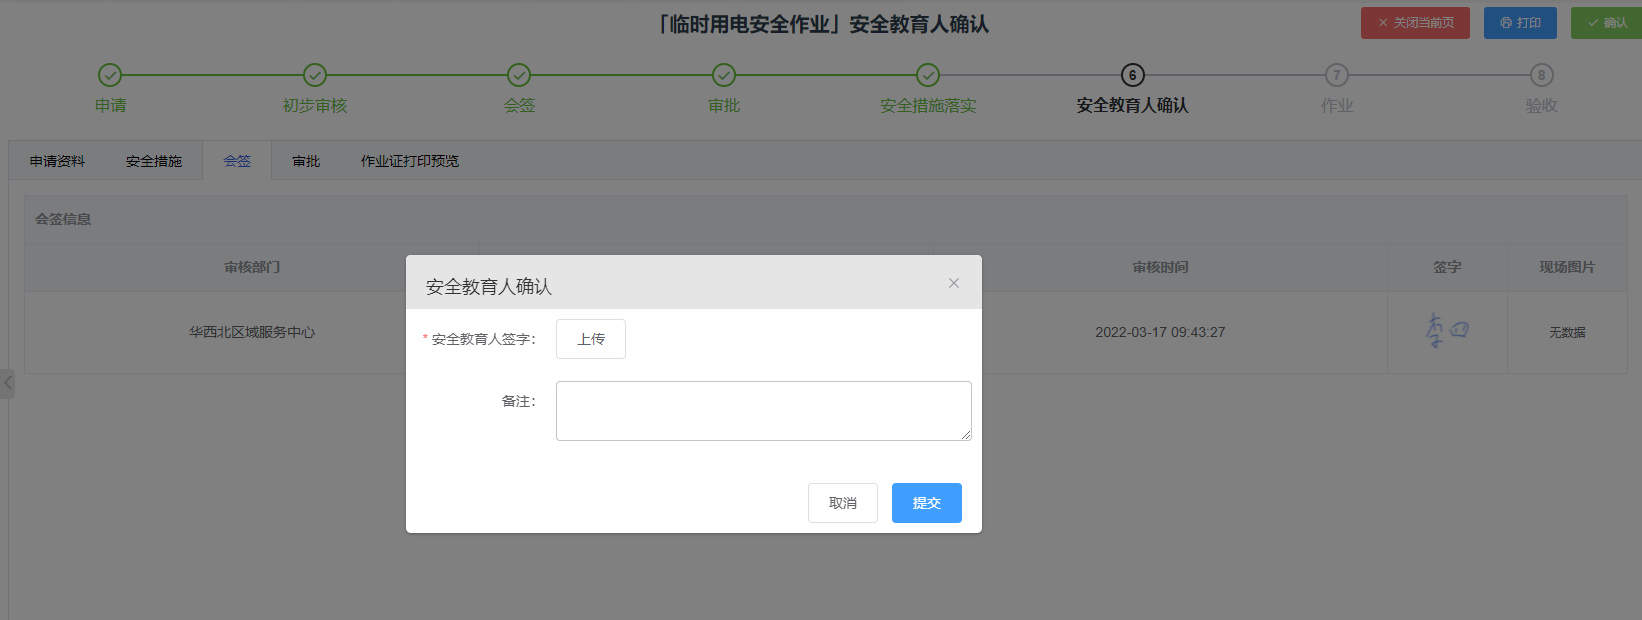 「临时用电安全作业」安全教育人确认
关闭当前页 打印 确认
6 7 8
申请 初步审核 会签 审批 安全措施落实 安全教育人确认 作业 验收
申请资料 安全措施 会签 审批 作业证打印预览
会签信息
审核部门 审核时间 签字 现场图片
华西北区域服务中心 2022-03-17 09:43:27 李四 无数据
安全教育人确认
* 安全教育人签字： 上传
备注：
取消 提交